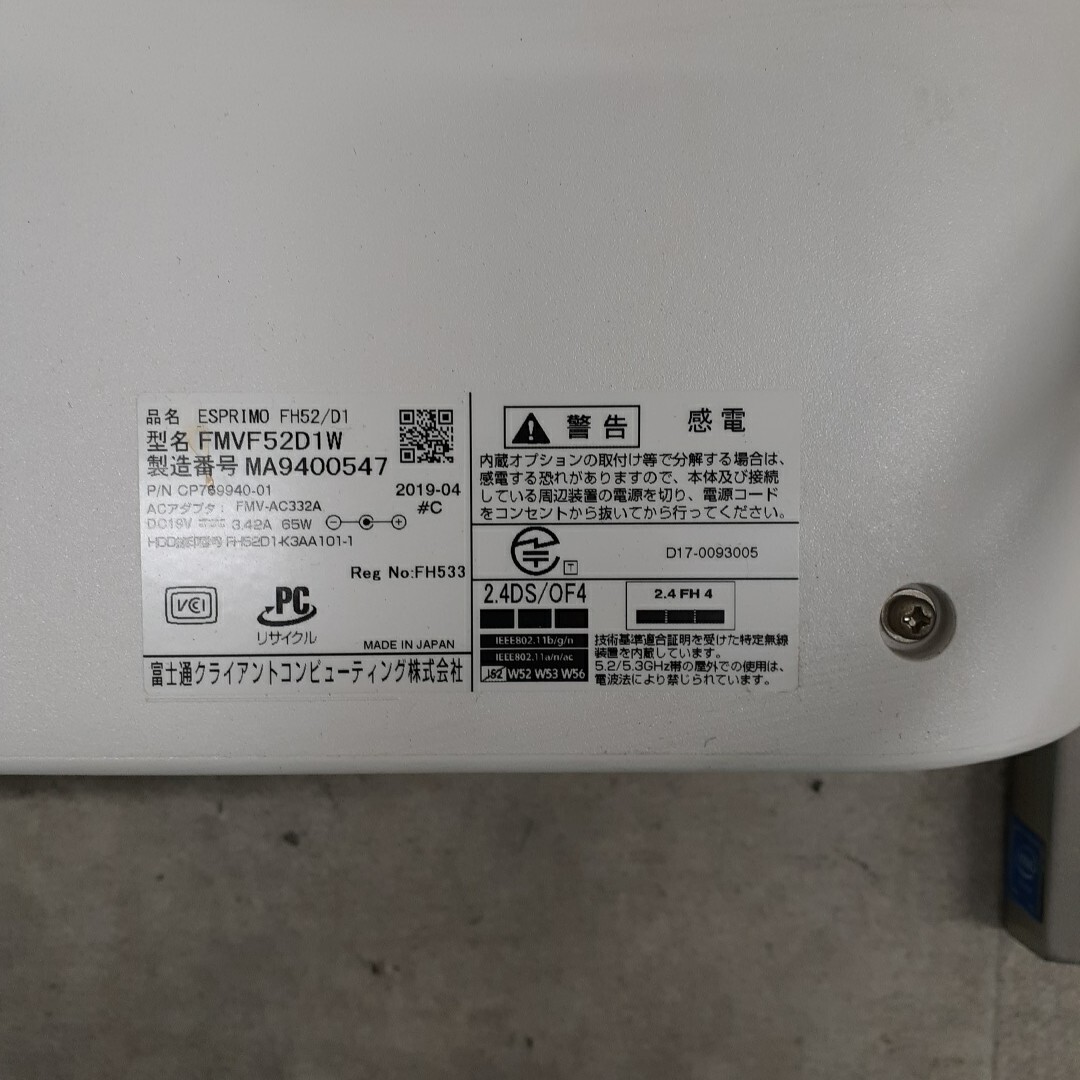 品名 ESPRIMO FH52/D1
型名 FMVF52D1W
製造番号 MA9400547
P/N CP769940-01 2019-04
ACアダプタ: FMV-AC332A #C
DC19V 3.42A 65W
FH52D1-K3AA101-1
Reg No:FH533
VCI
PC
リサイクル
MADE IN JAPAN
富士通クライアントコンピューティング株式会社
警告 感電
内蔵オプションの取付け等で分解する場合は、
感電する恐れがありますので、本体及び接続
している周辺装置の電源を切り、電源コード
をコンセントから抜いてから行ってください。
T D17-0093005
2.4DS/OF4
2.4 FH 4
IEEE802.11b/g/n
IEEE802.11a/n/ac
J52 W52 W53 W56
技術基準適合証明を受けた特定無線
装置を内蔵しています。
5.2/5.3GHz帯の屋外での使用は、
電波法により禁じられています。